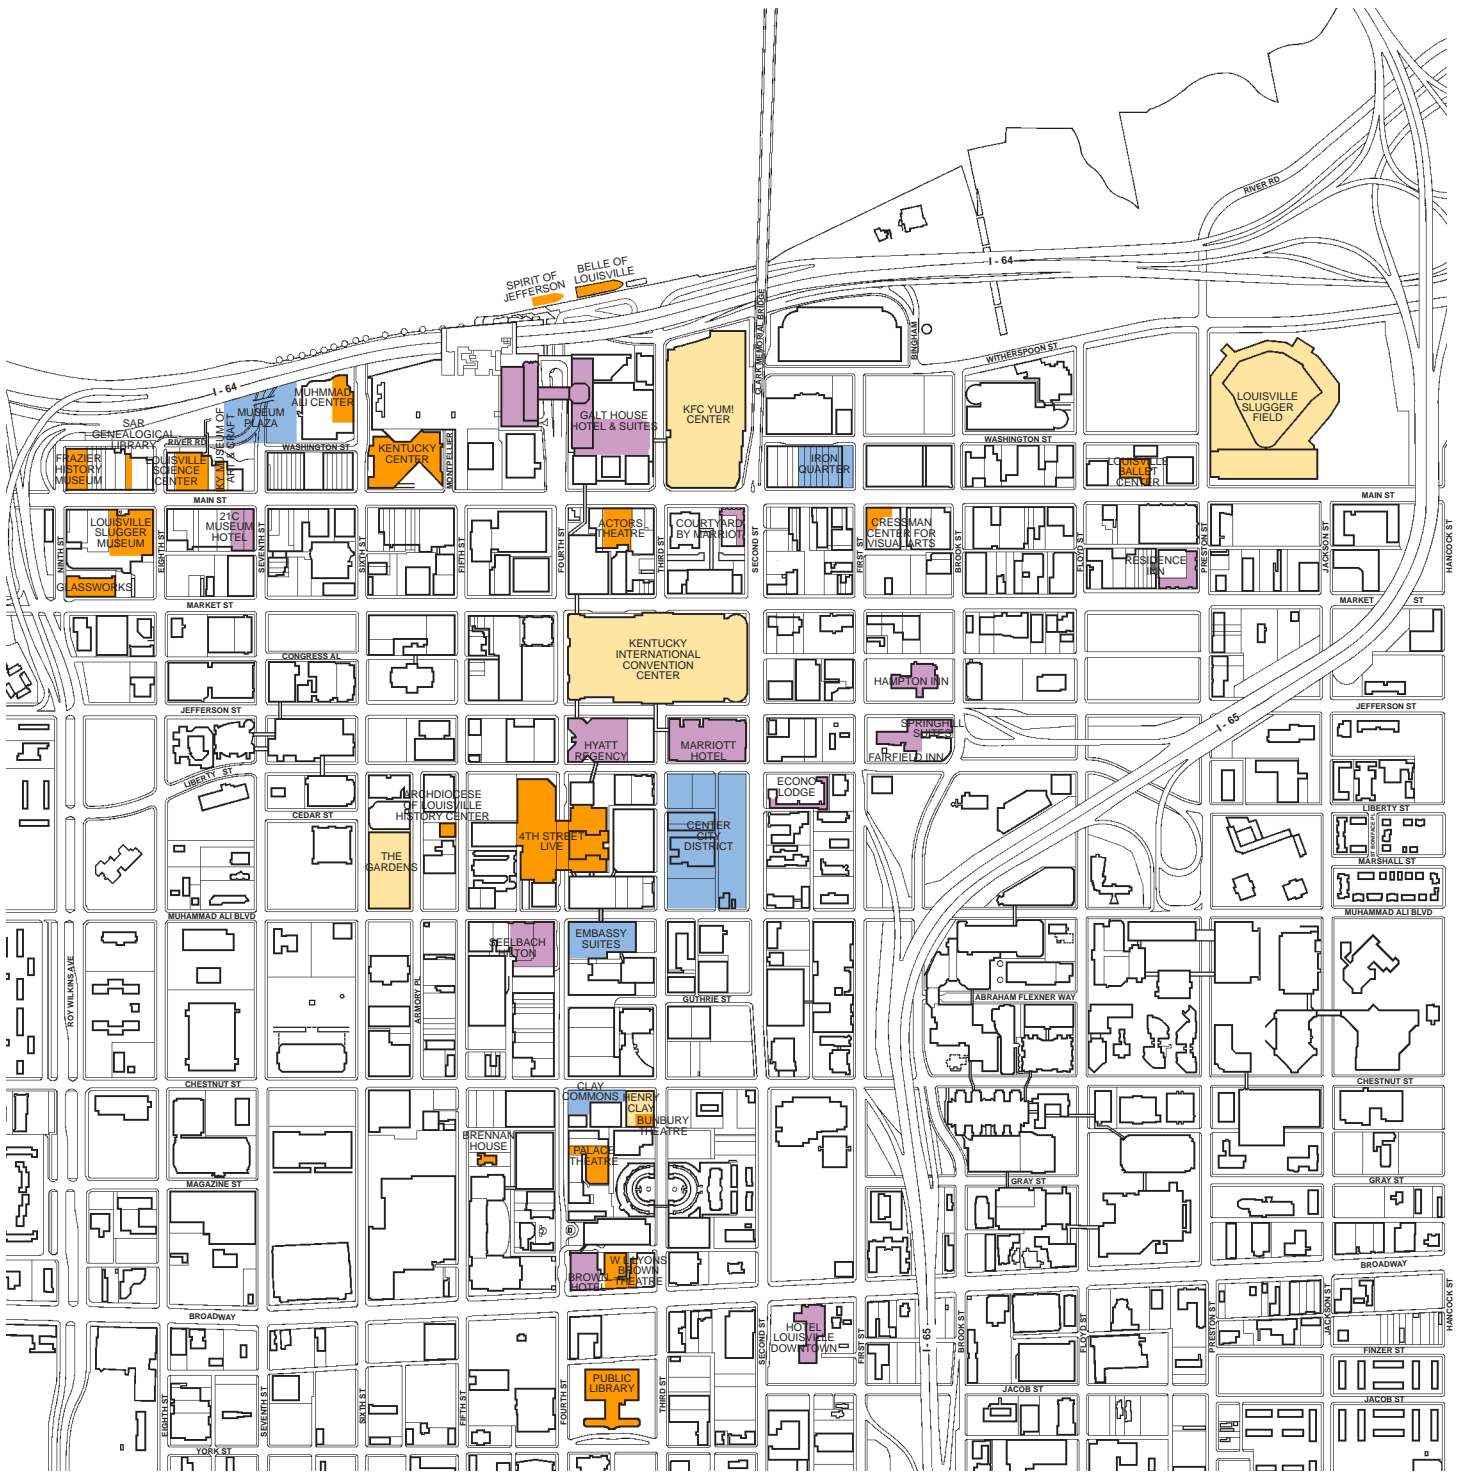 RIVER RD
I - 64
SPIRIT OF
JEFFERSON
BELLE OF
LOUISVILLE
CLARK MEMORIAL BRIDGE
BINGHAM
WITHERSPOON ST
I - 64
MUSEUM
PLAZA
MUHMMAD
ALI CENTER
GALT HOUSE
HOTEL & SUITES
KFC YUM!
CENTER
LOUISVILLE
SLUGGER
FIELD
SAR
GENEALOGICAL
LIBRARY
RIVER RD
KY MUSEUM OF
ART & CRAFT
WASHINGTON ST
WASHINGTON ST
FRAZIER
HISTORY
MUSEUM
LOUISVILLE
SCIENCE
CENTER
KENTUCKY
CENTER
MONTPELIER
IRON
QUARTER
LOUISVILLE
BALLET
CENTER
MAIN ST
MAIN ST
NINTH ST
LOUISVILLE
SLUGGER
MUSEUM
EIGHTH ST
21C
MUSEUM
HOTEL
SEVENTH ST
SIXTH ST
FIFTH ST
FOURTH ST
ACTORS
THEATRE
THIRD ST
COURTYARD
BY MARRIOT
SECOND ST
FIRST ST
CRESSMAN
CENTER FOR
VISUAL ARTS
BROOK ST
FLOYD ST
RESIDENCE
INN
PRESTON ST
JACKSON ST
HANCOCK ST
GLASSWORKS
MARKET ST
MARKET ST
CONGRESS AL
KENTUCKY
INTERNATIONAL
CONVENTION
CENTER
HAMPTON INN
JEFFERSON ST
JEFFERSON ST
I - 65
HYATT
REGENCY
MARRIOTT
HOTEL
SPRINGHILL
SUITES
FAIRFIELD INN
LIBERTY ST
LIBERTY ST
CEDAR ST
ARCHDIOCESE
OF LOUISVILLE
HISTORY CENTER
ECONO
LODGE
4TH STREET
LIVE
CENTER
CITY
DISTRICT
THE
GARDENS
MARSHALL ST
MUHAMMAD ALI BLVD
MUHAMMAD ALI BLVD
ROY WILKINS AVE
ARMORY PL
SEELBACH
HILTON
EMBASSY
SUITES
GUTHRIE ST
ABRAHAM FLEXNER WAY
CHESTNUT ST
CHESTNUT ST
CLAY
COMMONS
HENRY
CLAY
BUNBURY
THEATRE
BRENNAN
HOUSE
PALACE
THEATRE
MAGAZINE ST
GRAY ST
GRAY ST
BROWN
HOTEL
W L LYONS
BROWN
THEATRE
BROADWAY
BROADWAY
HOTEL
LOUISVILLE
DOWNTOWN
SECOND ST
FIRST ST
I - 65
BROOK ST
FLOYD ST
PRESTON ST
JACKSON ST
HANCOCK ST
FINZER ST
EIGHTH ST
SEVENTH ST
SIXTH ST
FIFTH ST
FOURTH ST
PUBLIC
LIBRARY
THIRD ST
JACOB ST
JACOB ST
YORK ST